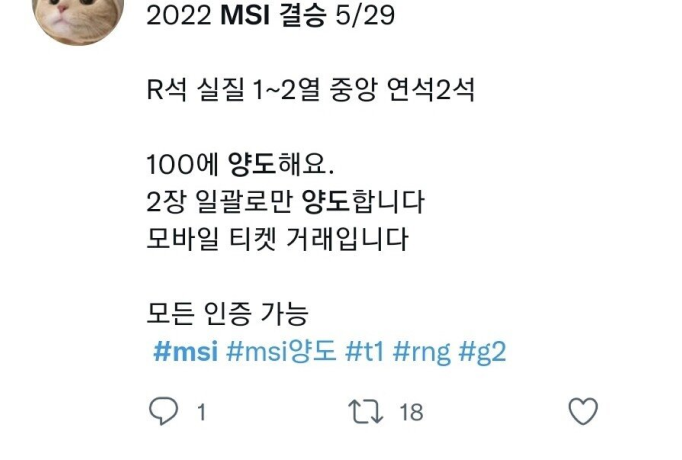 2022 MSI 결승 5/29
R석 실질 1~2열 중앙 연석2석
100에 양도해요.
2장 일괄로만 양도합니다
모바일 티켓 거래입니다
모든 인증 가능
#msi #msi양도 #t1 #rng #g2
1 18